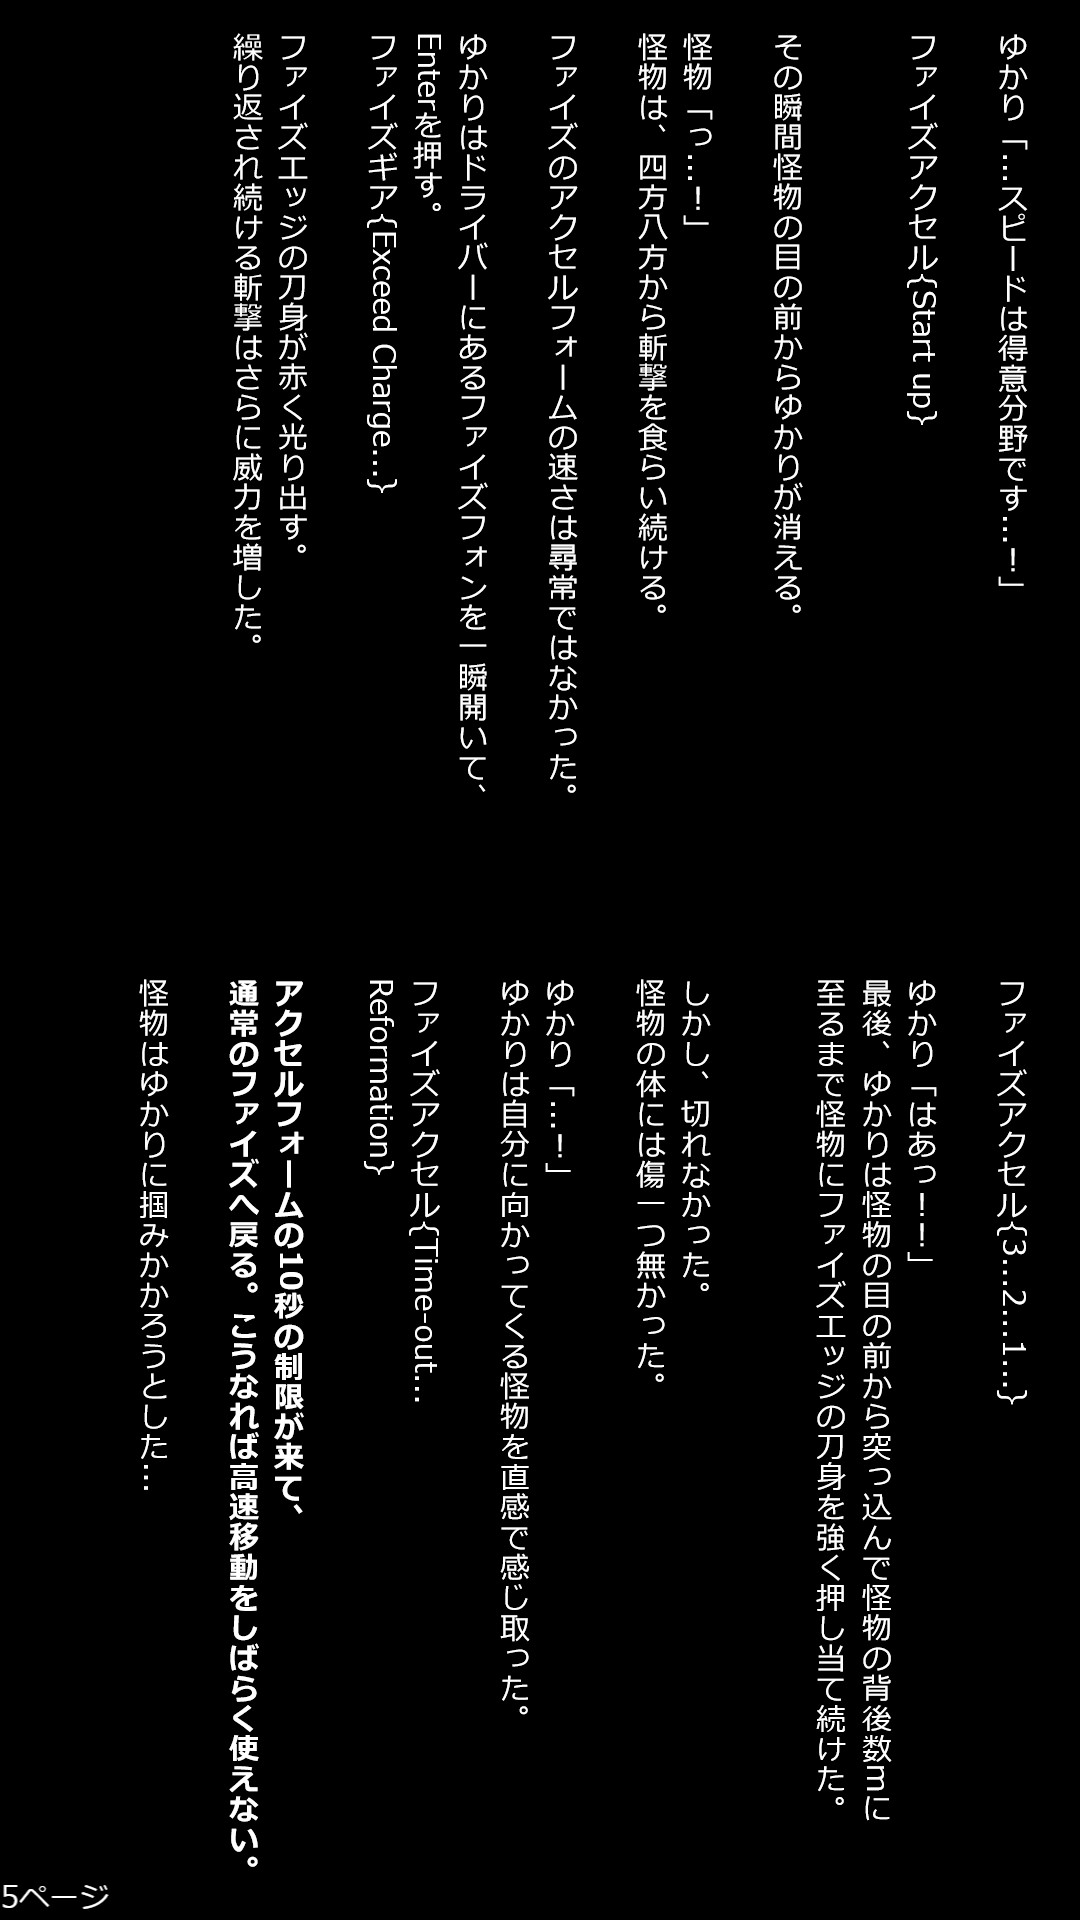 ゆかり「…スピードは得意分野です…！」
ファイズアクセル{Start up}
その瞬間怪物の目の前からゆかりが消える。
怪物「っ…！」
怪物は、四方八方から斬撃を食らい続ける。
ファイズのアクセルフォームの速さは尋常ではなかった。
ゆかりはドライバーにあるファイズフォンを一瞬開いて、
Enterを押す。
ファイズギア{Exceed Charge…}
ファイズエッジの刀身が赤く光り出す。
繰り返され続ける斬撃はさらに威力を増した。
ファイズアクセル{3…2…1…}
ゆかり「はあっ！！」
最後、ゆかりは怪物の目の前から突っ込んで怪物の背後数mに
至るまで怪物にファイズエッジの刀身を強く押し当て続けた。
しかし、切れなかった。
怪物の体には傷一つ無かった。
ゆかり「…！」
ゆかりは自分に向かってくる怪物を直感で感じ取った。
ファイズアクセル{Time-out…
Reformation}
アクセルフォームの10秒の制限が来て、
通常のファイズへ戻る。こうなれば高速移動をしばらく使えない。
怪物はゆかりに掴みかかろうとした…
5ページ